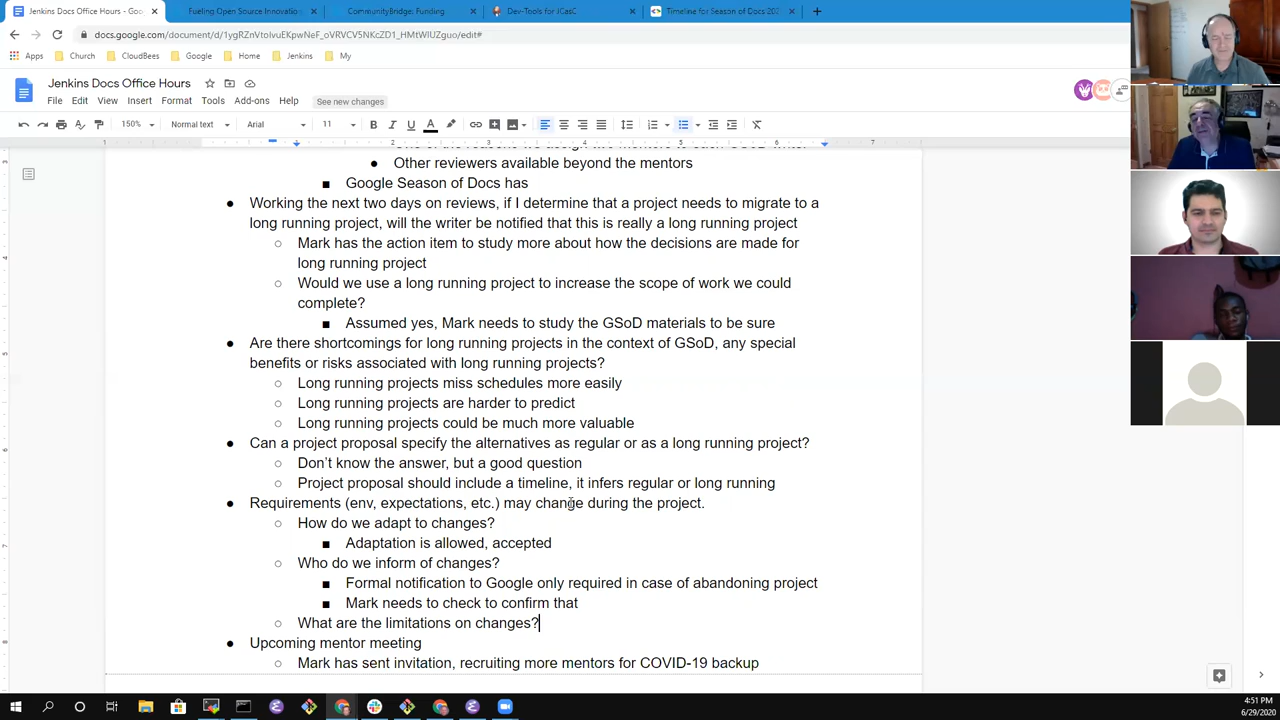 Jenkins Docs Office Hours - Goo
Fueling Open Source Innovation
CommunityBridge: Funding
Dev-Tools for JCasC
Timeline for Season of Docs 202
docs.google.com/document/d/1ygRZnVtoIvuEKpwNeF_oVRVCV5NKcZD1_HMtWIUZguo/edit#
Apps Church CloudBees Google Home Jenkins My
Jenkins Docs Office Hours
File Edit View Insert Format Tools Add-ons Help See new changes
150% Normal text Arial 11
1 2 3 4 5 6 7
Other reviewers available beyond the mentors
Google Season of Docs has
Working the next two days on reviews, if I determine that a project needs to migrate to a
long running project, will the writer be notified that this is really a long running project
Mark has the action item to study more about how the decisions are made for
long running project
Would we use a long running project to increase the scope of work we could
complete?
Assumed yes, Mark needs to study the GSoD materials to be sure
Are there shortcomings for long running projects in the context of GSoD, any special
benefits or risks associated with long running projects?
Long running projects miss schedules more easily
Long running projects are harder to predict
Long running projects could be much more valuable
Can a project proposal specify the alternatives as regular or as a long running project?
Don't know the answer, but a good question
Project proposal should include a timeline, it infers regular or long running
Requirements (env, expectations, etc.) may change during the project.
How do we adapt to changes?
Adaptation is allowed, accepted
Who do we inform of changes?
Formal notification to Google only required in case of abandoning project
Mark needs to check to confirm that
What are the limitations on changes?
Upcoming mentor meeting
Mark has sent invitation, recruiting more mentors for COVID-19 backup
4:51 PM
6/29/2020